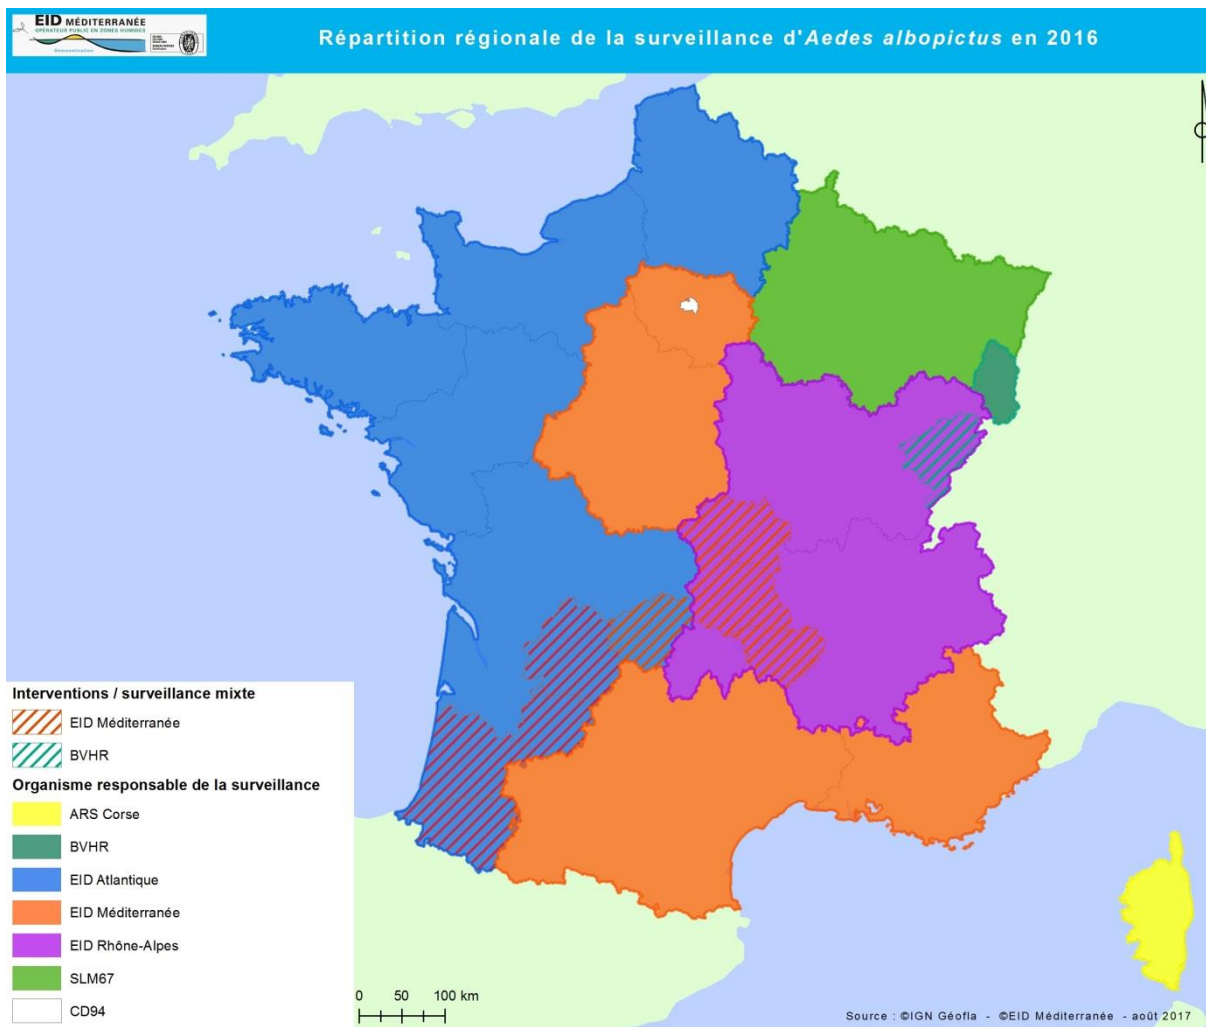 EID MÉDITERRANÉE
OPÉRATEUR PUBLIC EN ZONES HUMIDES
Démoustication
Répartition régionale de la surveillance d'Aedes albopictus en 2016
Interventions / surveillance mixte
EID Méditerranée
BVHR
Organisme responsable de la surveillance
ARS Corse
BVHR
EID Atlantique
EID Méditerranée
EID Rhône-Alpes
SLM67
CD94
0 50 100 km
Source : ©IGN Géofla - ©EID Méditerranée - août 2017